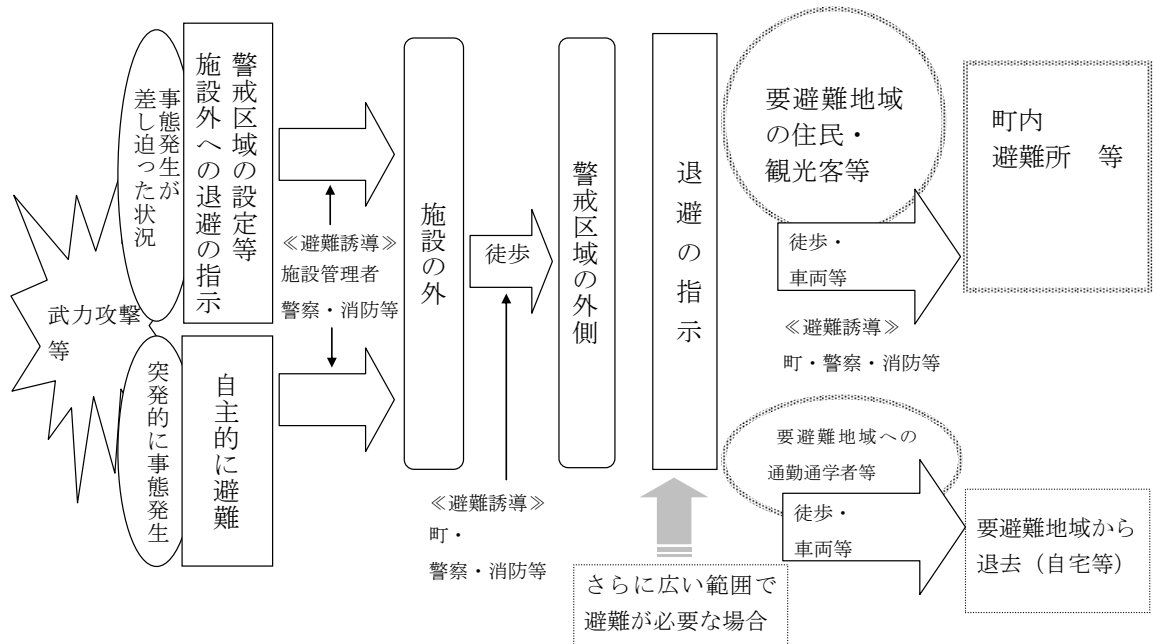 武力攻撃
等
事態発生が
差し迫った状況
警戒区域の設定等
施設外への退避の指示
突発的に事態発生
自主的に避難
≪避難誘導≫
施設管理者
警察・消防等
施設の外
徒歩
≪避難誘導≫
町・
警察・消防等
警戒区域の外側
退避の指示
さらに広い範囲で
避難が必要な場合
要避難地域
の住民・
観光客等
徒歩・
車両等
≪避難誘導≫
町・警察・消防等
町内
避難所　等
要避難地域への
通勤通学者等
徒歩・
車両等
要避難地域から
退去（自宅等）